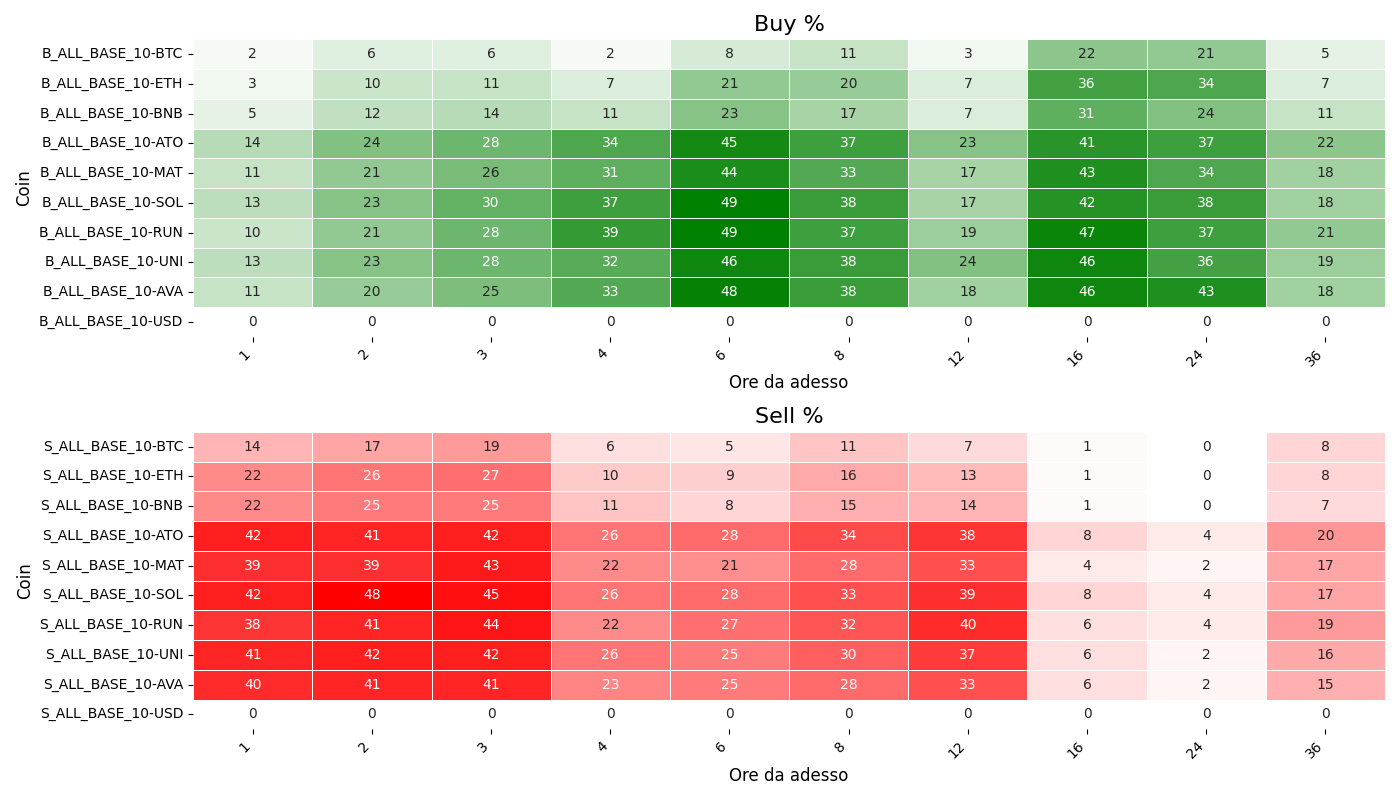 Buy %
Coin
B_ALL_BASE_10-BTC 2 6 6 2 8 11 3 22 21 5
B_ALL_BASE_10-ETH 3 10 11 7 21 20 7 36 34 7
B_ALL_BASE_10-BNB 5 12 14 11 23 17 7 31 24 11
B_ALL_BASE_10-ATO 14 24 28 34 45 37 23 41 37 22
B_ALL_BASE_10-MAT 11 21 26 31 44 33 17 43 34 18
B_ALL_BASE_10-SOL 13 23 30 37 49 38 17 42 38 18
B_ALL_BASE_10-RUN 10 21 28 39 49 37 19 47 37 21
B_ALL_BASE_10-UNI 13 23 28 32 46 38 24 46 36 19
B_ALL_BASE_10-AVA 11 20 25 33 48 38 18 46 43 18
B_ALL_BASE_10-USD 0 0 0 0 0 0 0 0 0 0
1 2 3 4 6 8 12 16 24 36
Ore da adesso
Sell %
Coin
S_ALL_BASE_10-BTC 14 17 19 6 5 11 7 1 0 8
S_ALL_BASE_10-ETH 22 26 27 10 9 16 13 1 0 8
S_ALL_BASE_10-BNB 22 25 25 11 8 15 14 1 0 7
S_ALL_BASE_10-ATO 42 41 42 26 28 34 38 8 4 20
S_ALL_BASE_10-MAT 39 39 43 22 21 28 33 4 2 17
S_ALL_BASE_10-SOL 42 48 45 26 28 33 39 8 4 17
S_ALL_BASE_10-RUN 38 41 44 22 27 32 40 6 4 19
S_ALL_BASE_10-UNI 41 42 42 26 25 30 37 6 2 16
S_ALL_BASE_10-AVA 40 41 41 23 25 28 33 6 2 15
S_ALL_BASE_10-USD 0 0 0 0 0 0 0 0 0 0
1 2 3 4 6 8 12 16 24 36
Ore da adesso